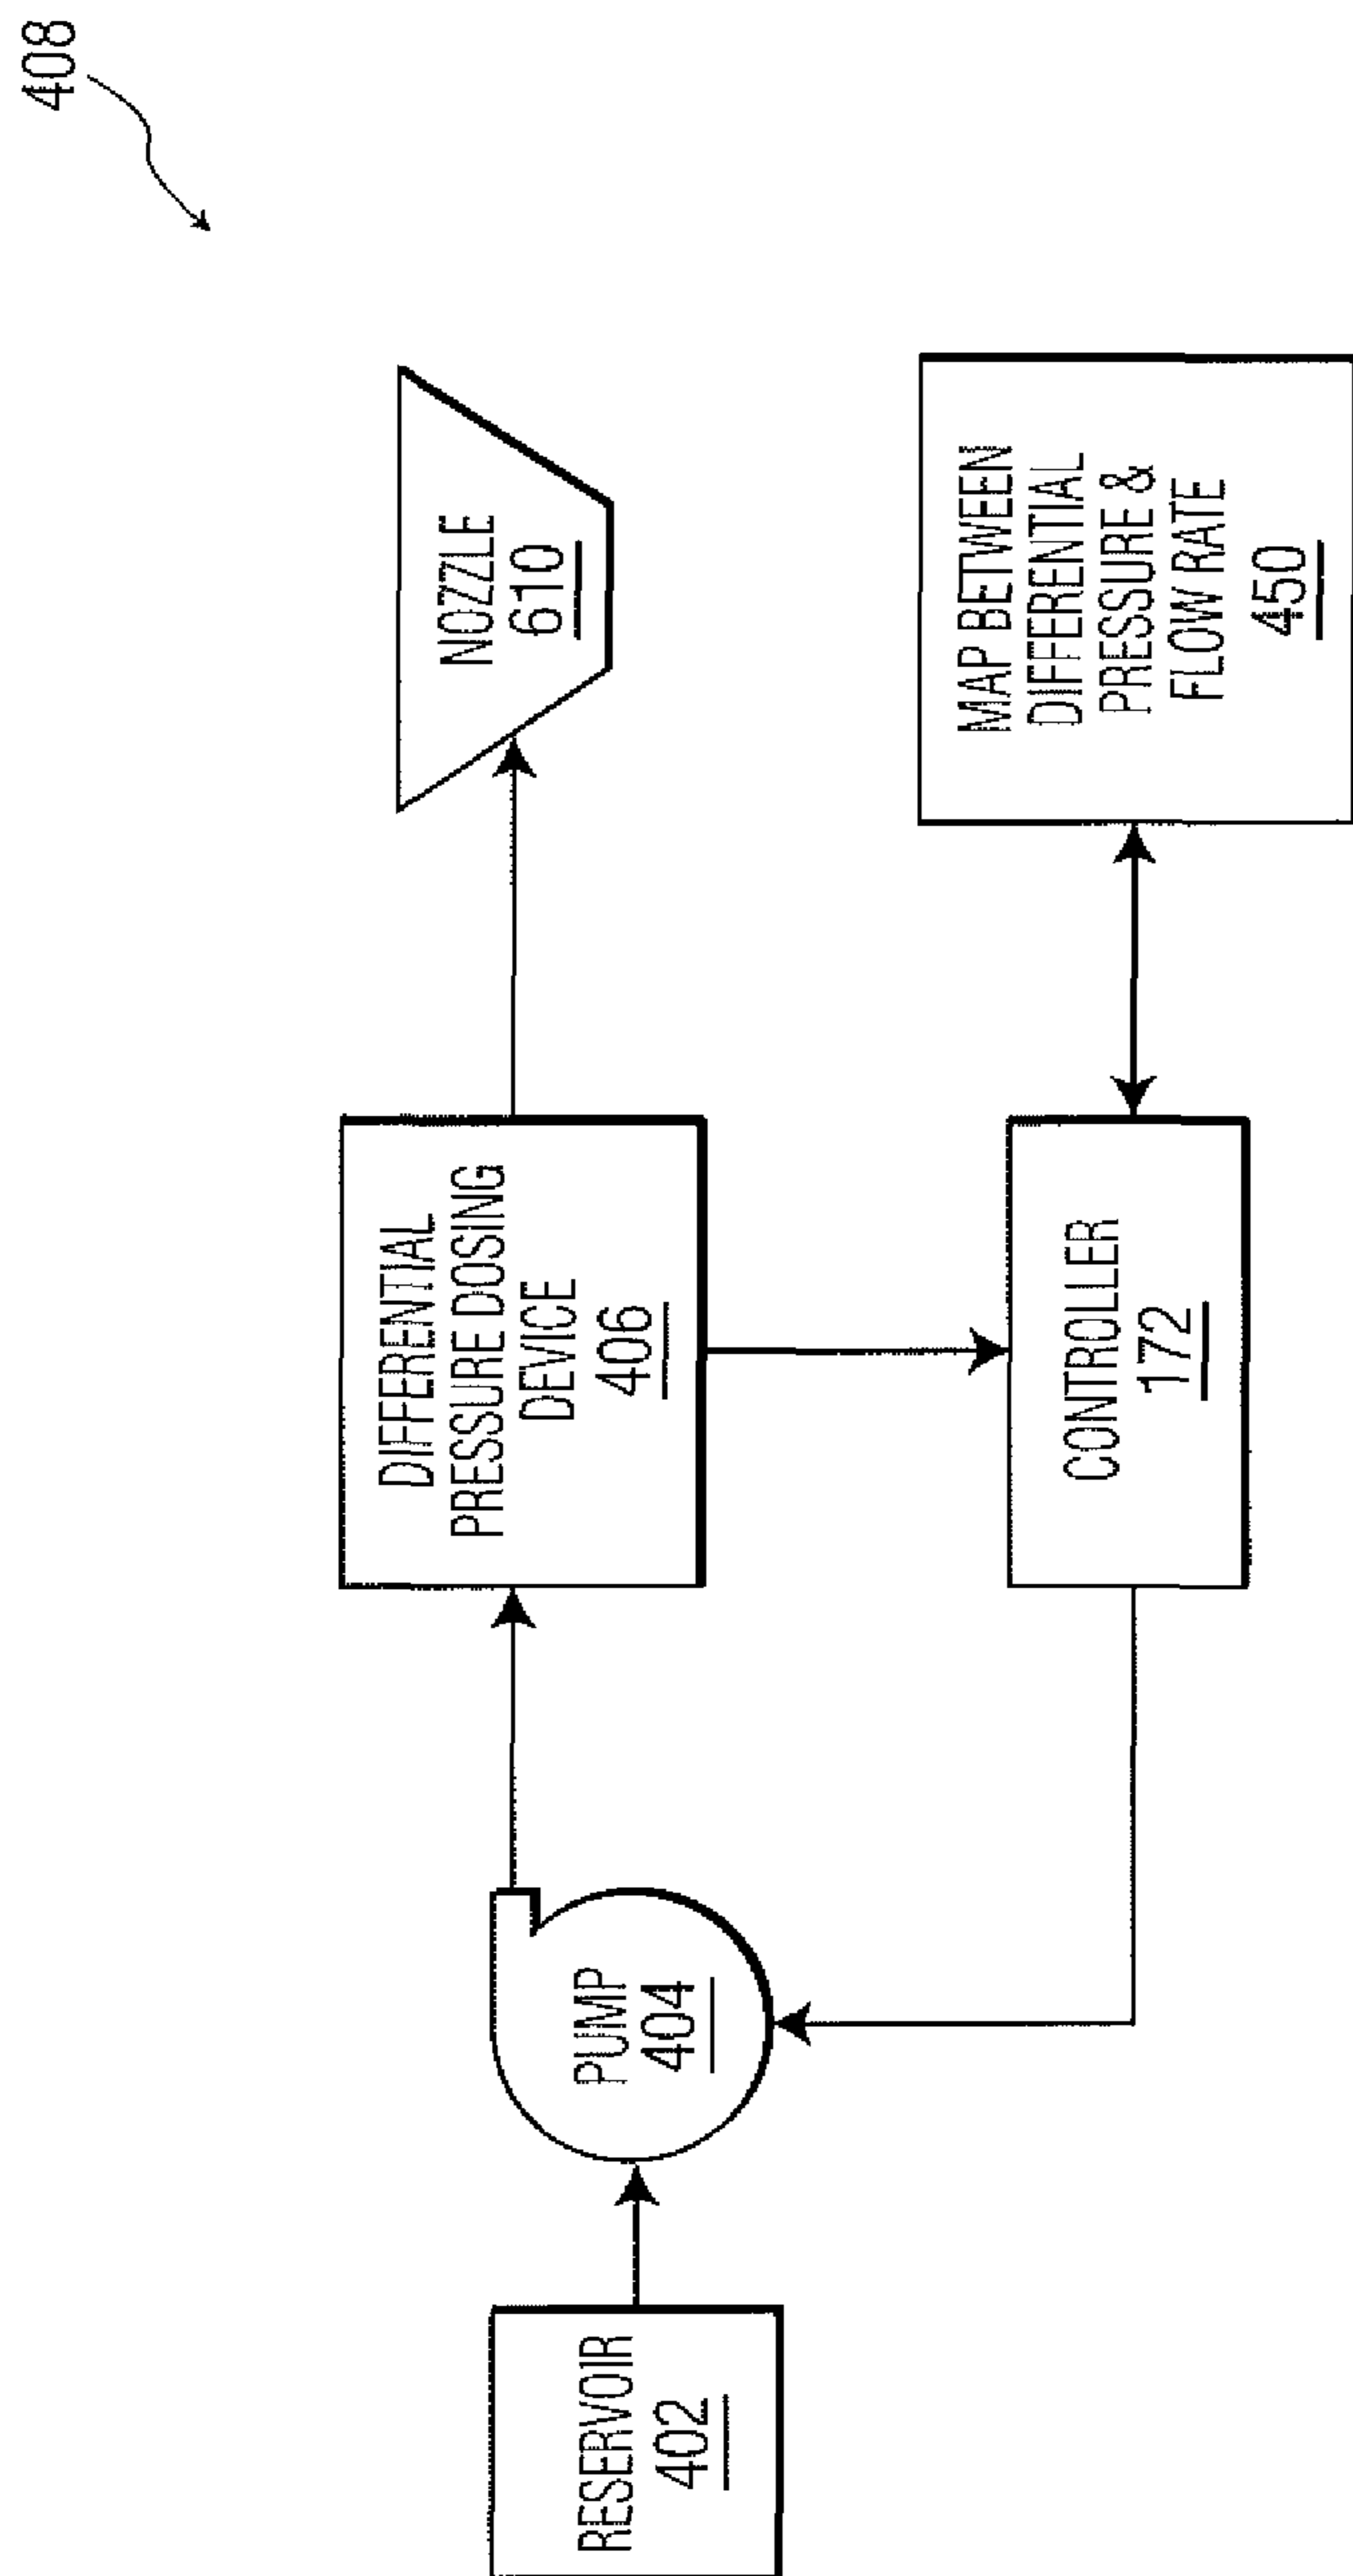 408
RESERVOIR
402
PUMP
404
DIFFERENTIAL
PRESSURE DOSING
DEVICE
406
NOZZLE
610
CONTROLLER
172
MAP BETWEEN
DIFFERENTIAL
PRESSURE &
FLOW RATE
450